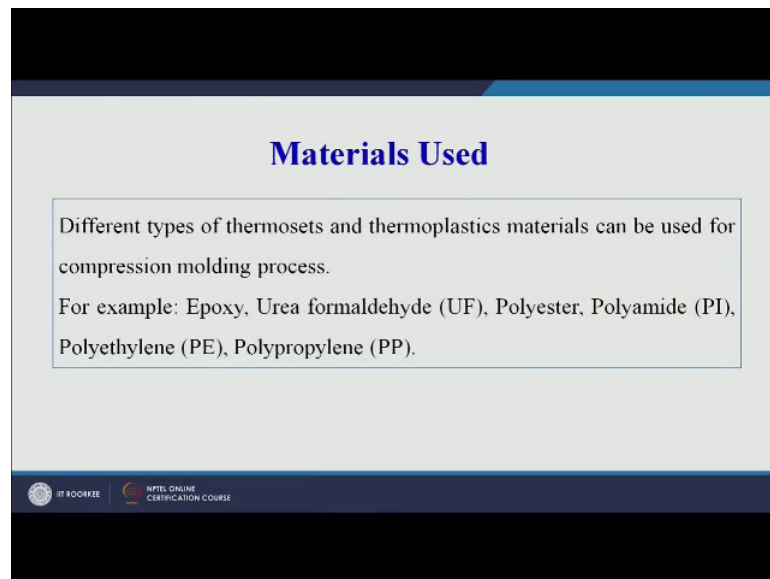 Materials Used
Different types of thermosets and thermoplastics materials can be used for
compression molding process.
For example: Epoxy, Urea formaldehyde (UF), Polyester, Polyamide (PI),
Polyethylene (PE), Polypropylene (PP).
IIT ROORKEE
NPTEL ONLINE
CERTIFICATION COURSE